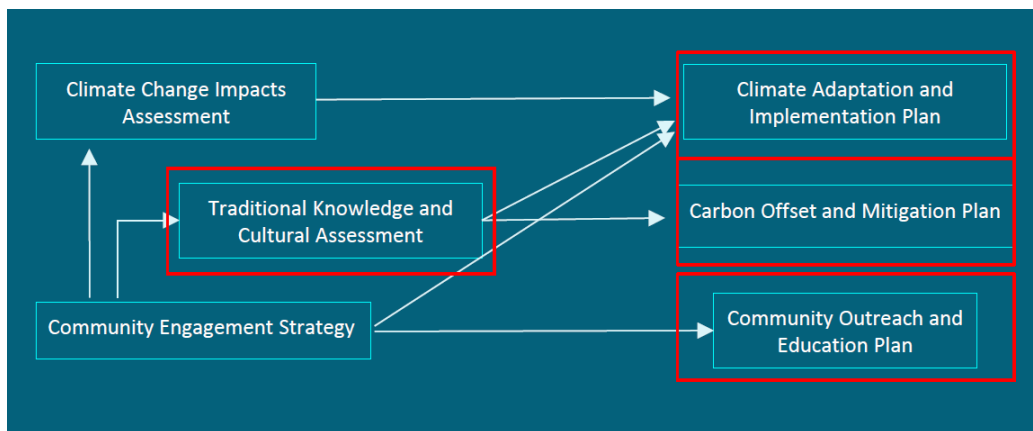 Climate Change Impacts
Assessment
Climate Adaptation and
Implementation Plan
Traditional Knowledge and
Cultural Assessment
Carbon Offset and Mitigation Plan
Community Engagement Strategy
Community Outreach and
Education Plan